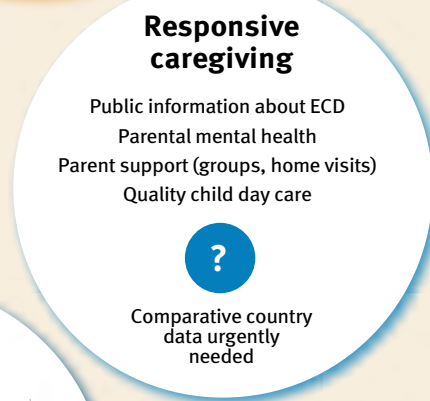 Responsive
caregiving
Public information about ECD
Parental mental health
Parent support (groups, home visits)
Quality child day care
?
Comparative country
data urgently
needed